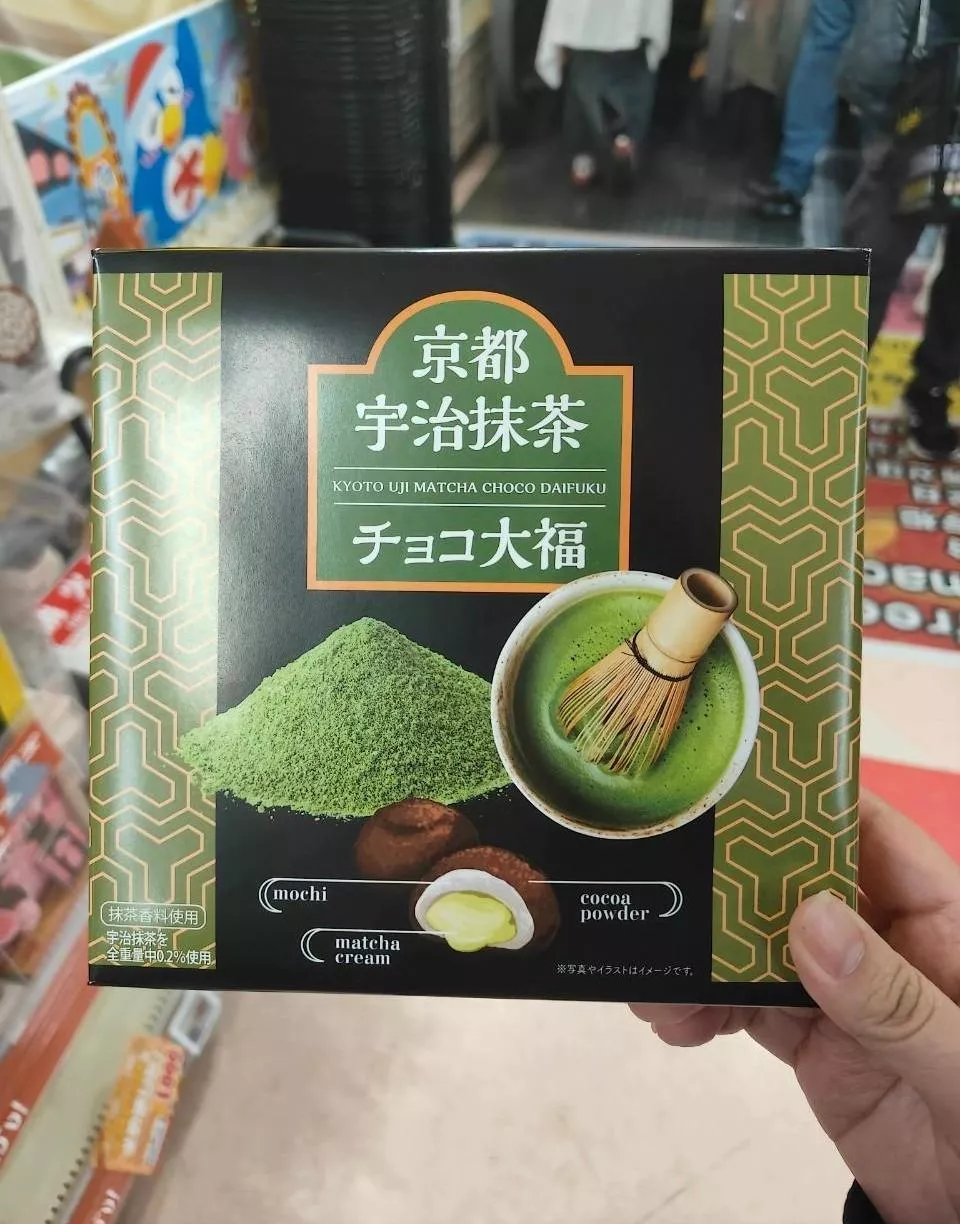 京都
宇治抹茶
KYOTO UJI MATCHA CHOCO DAIFUKU
チョコ大福
mochi
cocoa
powder
matcha
cream
抹茶香料使用
宇治抹茶を
全重量中0.2%使用
※写真やイラストはイメージです。